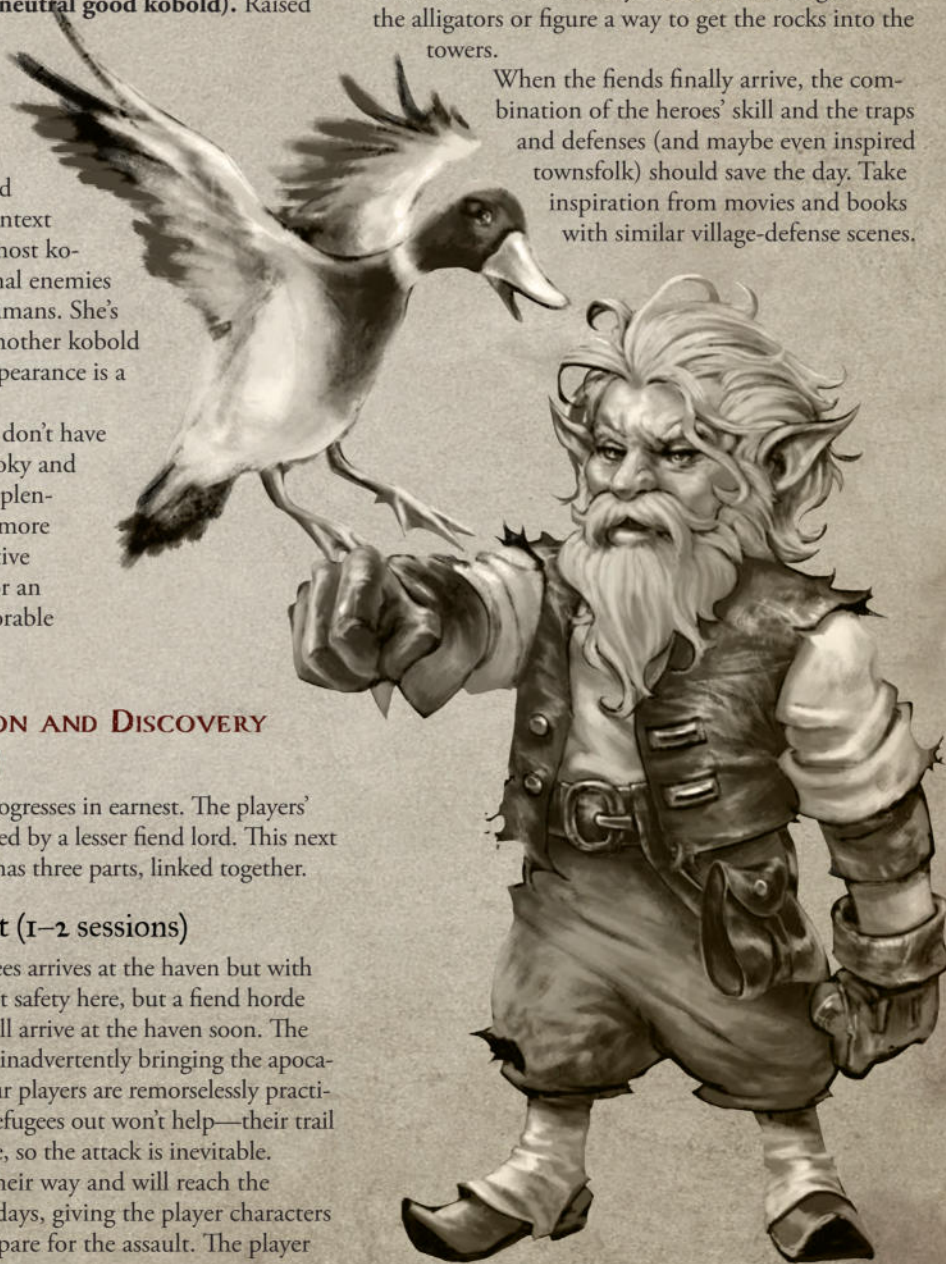 neutral good kobold). Raised
d
ntext
nost ko-
nal enemies
mans. She's
nother kobold
pearance is a
don't have
oky and
plen-
more
ive
r an
orable
on and Discovery
ogresses in earnest. The players'
ed by a lesser fiend lord. This next
has three parts, linked together.
t (1–2 sessions)
ees arrives at the haven but with
t safety here, but a fiend horde
ll arrive at the haven soon. The
inadvertently bringing the apoca-
ur players are remorselessly practi-
efugees out won't help—their trail
e, so the attack is inevitable.
heir way and will reach the
days, giving the player characters
pare for the assault. The player
the alligators or figure a way to get the rocks into the
towers.
When the fiends finally arrive, the com-
bination of the heroes' skill and the traps
and defenses (and maybe even inspired
townsfolk) should save the day. Take
inspiration from movies and books
with similar village-defense scenes.